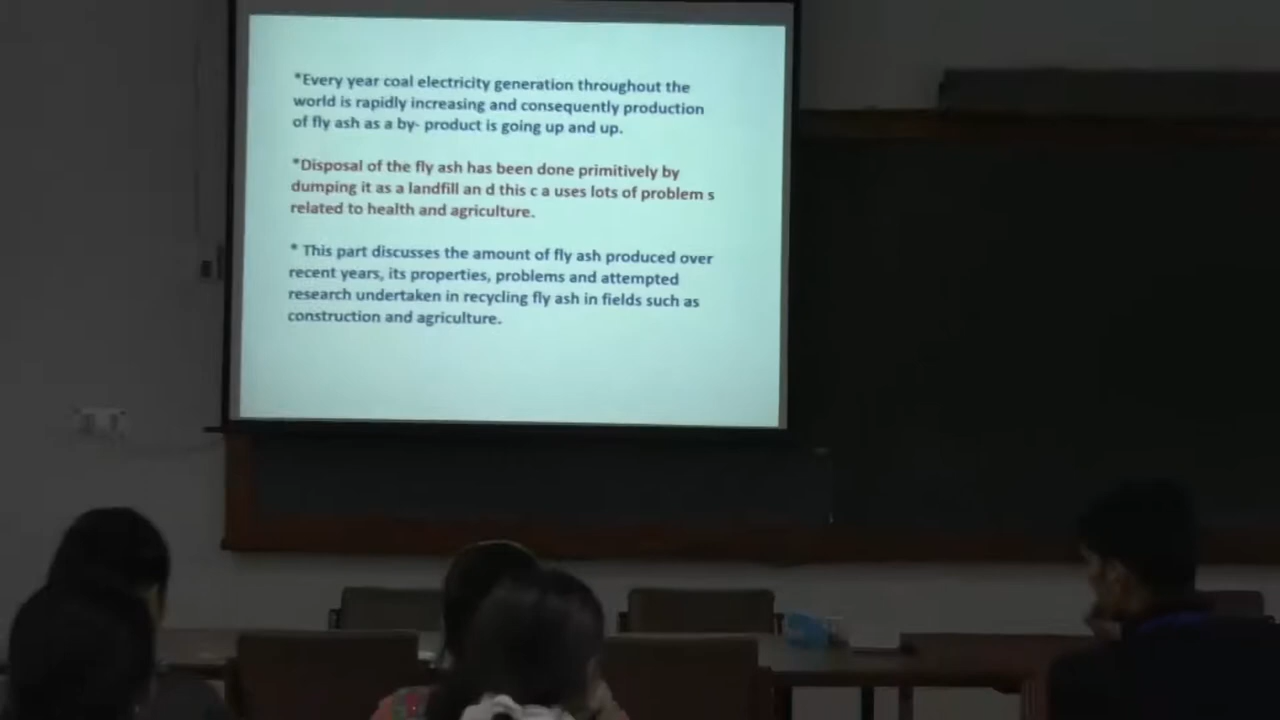 *Every year coal electricity generation throughout the
world is rapidly increasing and consequently production
of fly ash as a by- product is going up and up.
*Disposal of the fly ash has been done primitively by
dumping it as a landfill an d this c a uses lots of problem s
related to health and agriculture.
* This part discusses the amount of fly ash produced over
recent years, its properties, problems and attempted
research undertaken in recycling fly ash in fields such as
construction and agriculture.